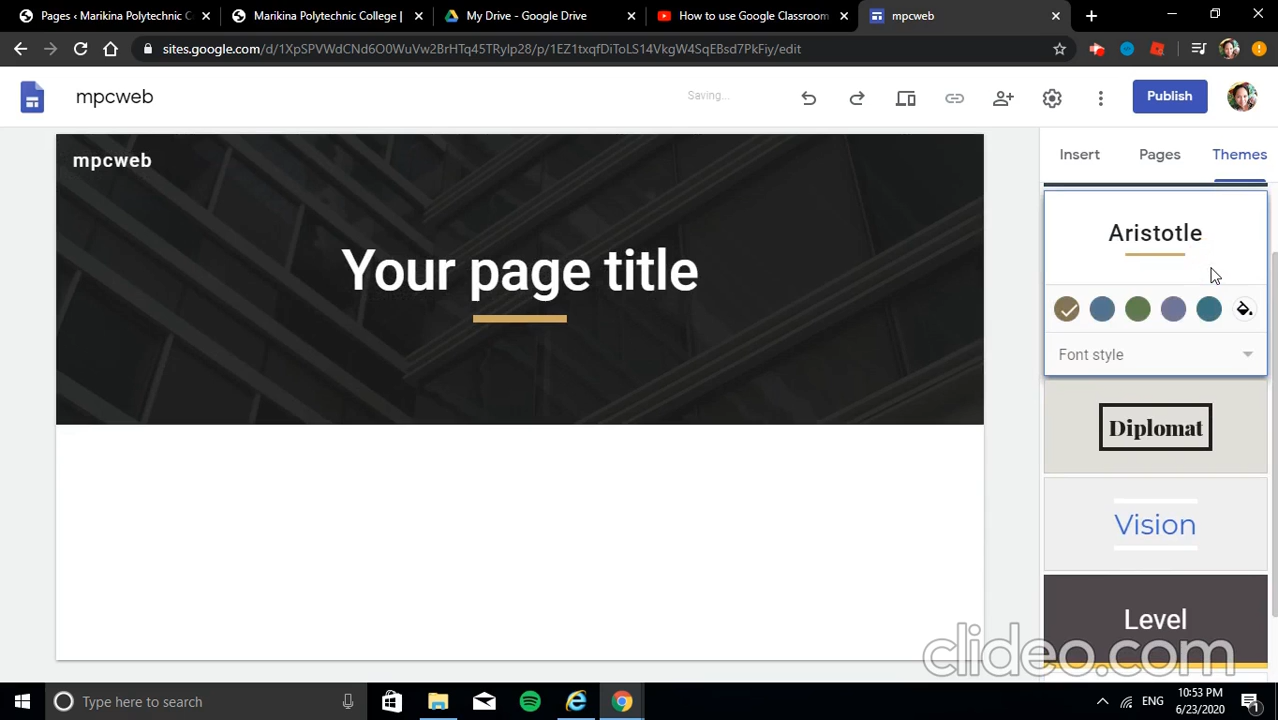 Pages ‹ Marikina Polytechnic C
Marikina Polytechnic College |
My Drive - Google Drive
How to use Google Classroom
mpcweb
sites.google.com/d/1XpSPVWdCNd6O0WuVw2BrHTq45TRylp28/p/1EZ1txqfDiToLS14VkgW4SqEBsd7PkFiy/edit
mpcweb
Saving...
Publish
mpcweb
Your page title
Insert
Pages
Themes
Aristotle
Font style
Diplomat
Vision
Level
clideo.com
Type here to search
ENG
10:53 PM
6/23/2020
1